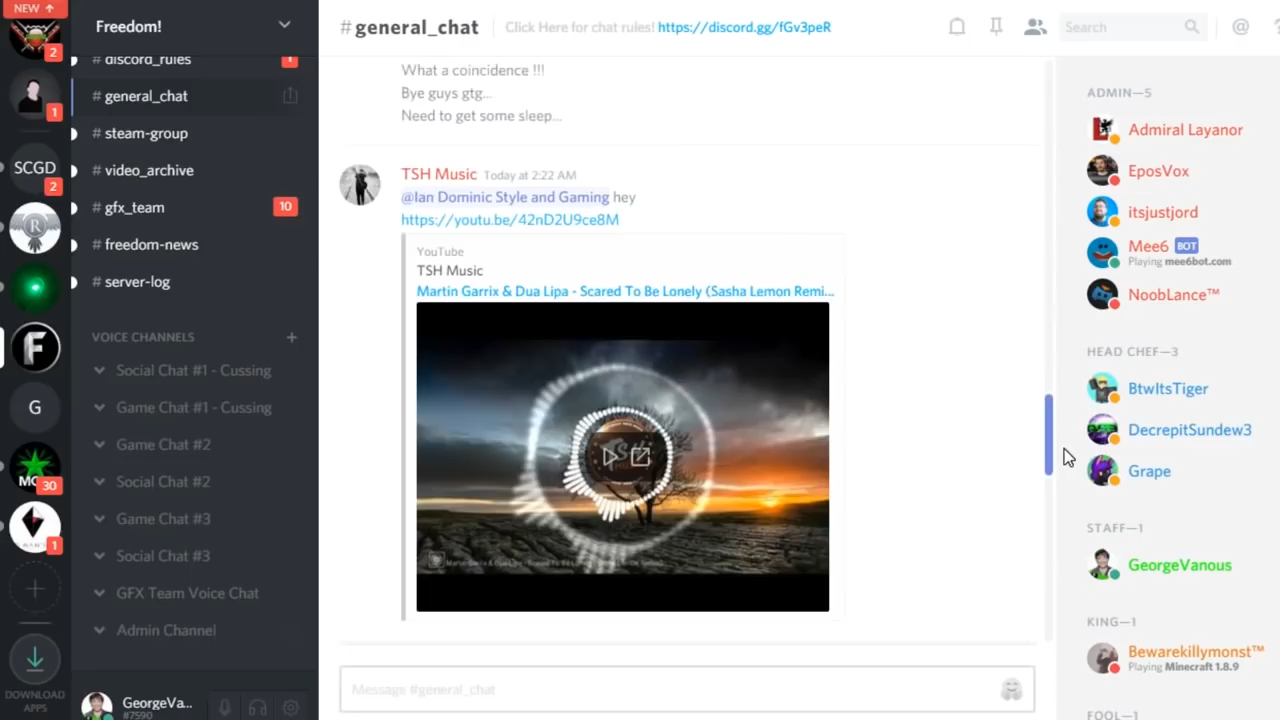 NEW ↑
2
1
SCGD
2
R
F
G
MC
30
1
DOWNLOAD
APPS
Freedom!
# discord_rules
1
# general_chat
# steam-group
# video_archive
# gfx_team
10
# freedom-news
# server-log
VOICE CHANNELS
Social Chat #1 - Cussing
Game Chat #1 - Cussing
Game Chat #2
Social Chat #2
Game Chat #3
Social Chat #3
GFX Team Voice Chat
Admin Channel
GeorgeVa...
#7590
#general_chat
Click Here for chat rules! https://discord.gg/fGv3peR
Search
@
?
What a coincidence !!!
Bye guys gtg...
Need to get some sleep...
TSH Music Today at 2:22 AM
@Ian Dominic Style and Gaming hey
https://youtu.be/42nD2U9ce8M
YouTube
TSH Music
Martin Garrix & Dua Lipa - Scared To Be Lonely (Sasha Lemon Remi...
Message #general_chat
ADMIN—5
Admiral Layanor
EposVox
itsjustjord
Mee6 BOT
Playing mee6bot.com
NoobLance™
HEAD CHEF—3
BtwItsTiger
DecrepitSundew3
Grape
STAFF—1
GeorgeVanous
KING—1
Bewarekillymonst™
Playing Minecraft 1.8.9
FOOL—1